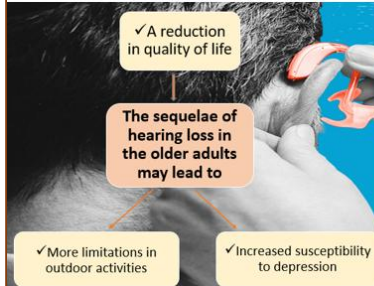 ✓A reduction
in quality of life
The sequelae of
hearing loss in
the older adults
may lead to
✓More limitations in
outdoor activities
✓Increased susceptibility
to depression